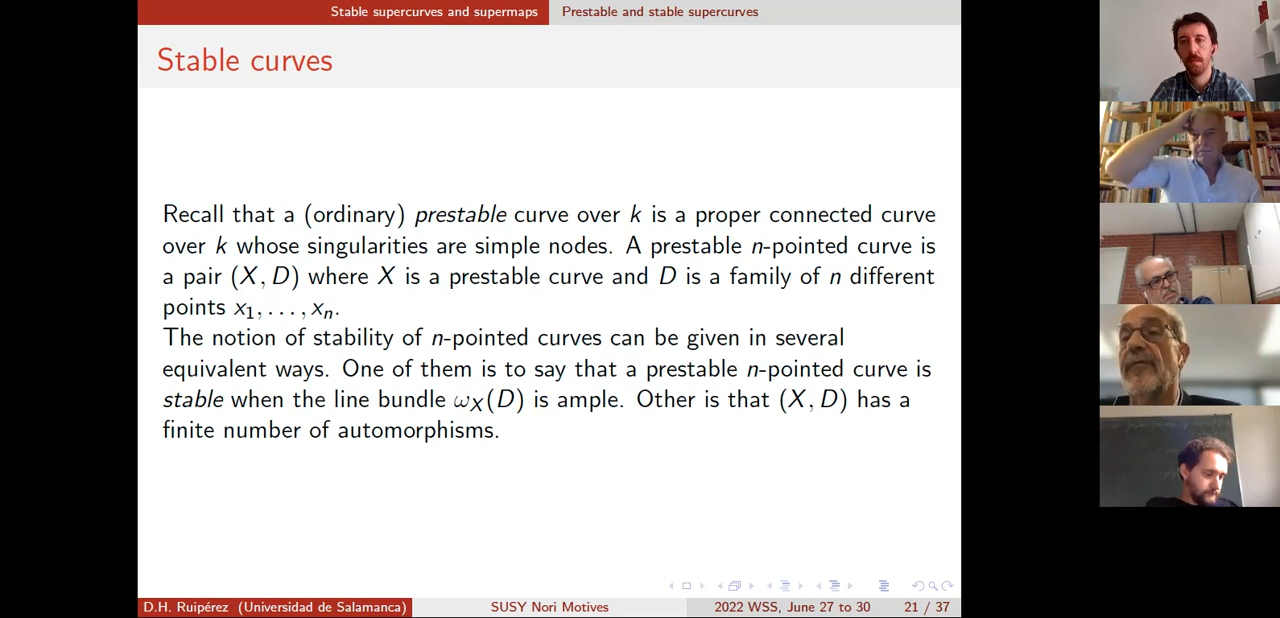 Stable supercurves and supermaps Prestable and stable supercurves
Stable curves
Recall that a (ordinary) prestable curve over k is a proper connected curve
over k whose singularities are simple nodes. A prestable n-pointed curve is
a pair (X, D) where X is a prestable curve and D is a family of n different
points x₁, . . . , xₙ.
The notion of stability of n-pointed curves can be given in several
equivalent ways. One of them is to say that a prestable n-pointed curve is
stable when the line bundle ω_X(D) is ample. Other is that (X, D) has a
finite number of automorphisms.
D.H. Ruipérez (Universidad de Salamanca) SUSY Nori Motives 2022 WSS, June 27 to 30 21 / 37